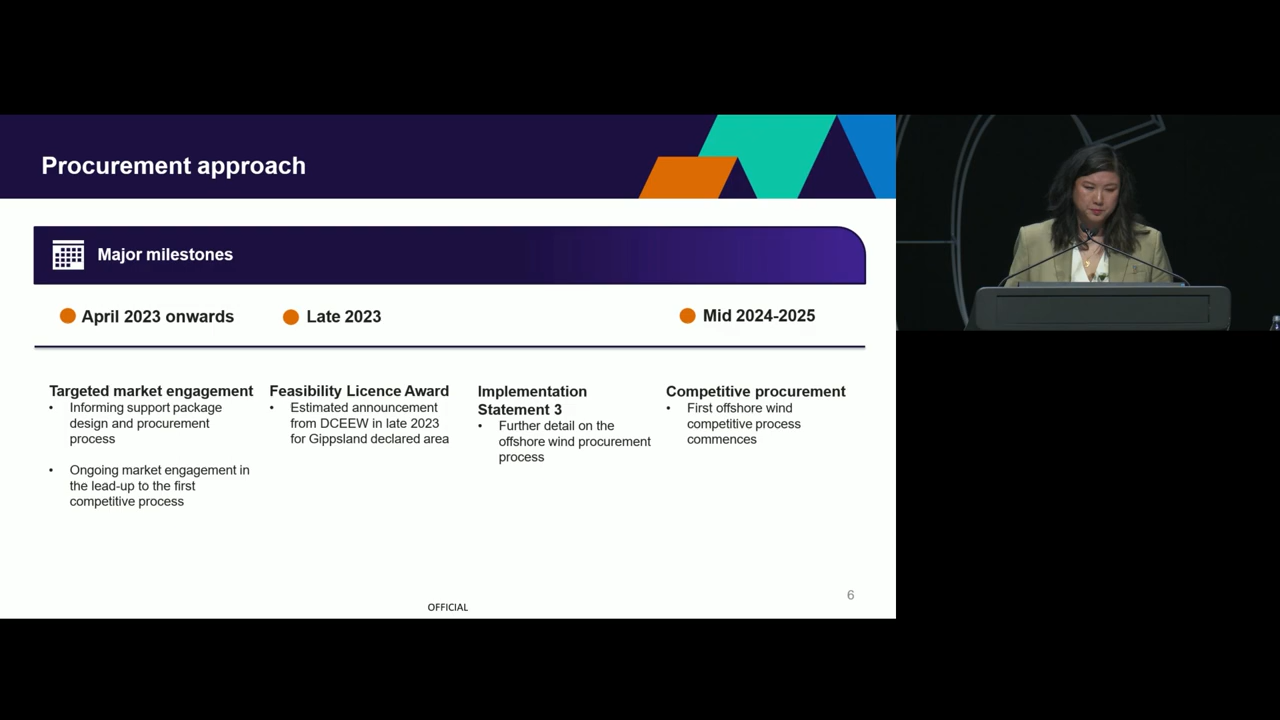 Procurement approach
Major milestones
April 2023 onwards
Late 2023
Mid 2024-2025
Targeted market engagement
• Informing support package
design and procurement
process
• Ongoing market engagement in
the lead-up to the first
competitive process
Feasibility Licence Award
• Estimated announcement
from DCEEW in late 2023
for Gippsland declared area
Implementation
Statement 3
• Further detail on the
offshore wind procurement
process
Competitive procurement
• First offshore wind
competitive process
commences
6
OFFICIAL